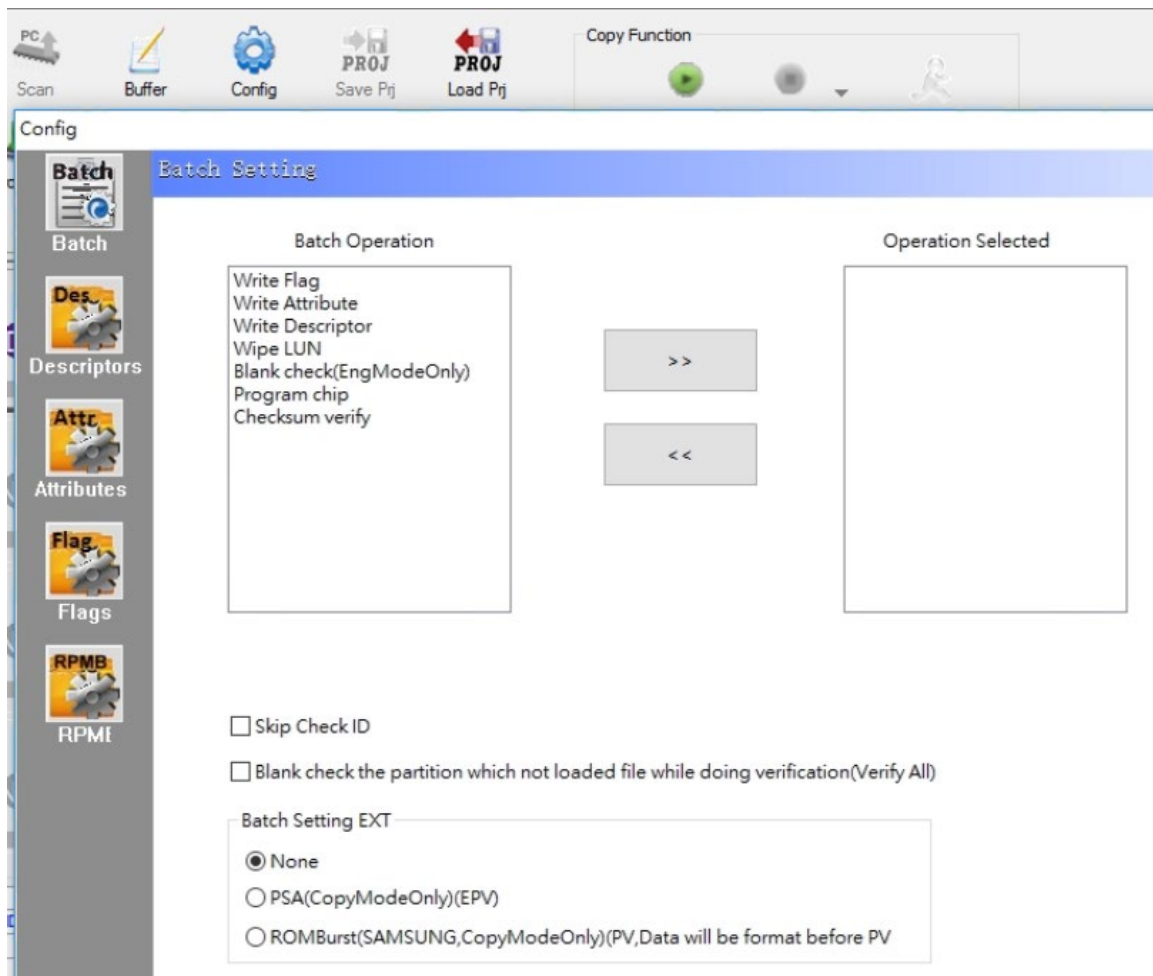 PC
Scan
Buffer
Config
PROJ
Save Prj
PROJ
Load Prj
Copy Function
Config
Batch
Batch
Batch Setting
Des.
Descriptors
Attr.
Attributes
Flag.
Flags
RPMB
RPME
Batch Operation
Write Flag
Write Attribute
Write Descriptor
Wipe LUN
Blank check(EngModeOnly)
Program chip
Checksum verify
>>
<<
Operation Selected
Skip Check ID
Blank check the partition which not loaded file while doing verification(Verify All)
Batch Setting EXT
None
PSA(CopyModeOnly)(EPV)
ROMBurst(SAMSUNG,CopyModeOnly)(PV,Data will be format before PV